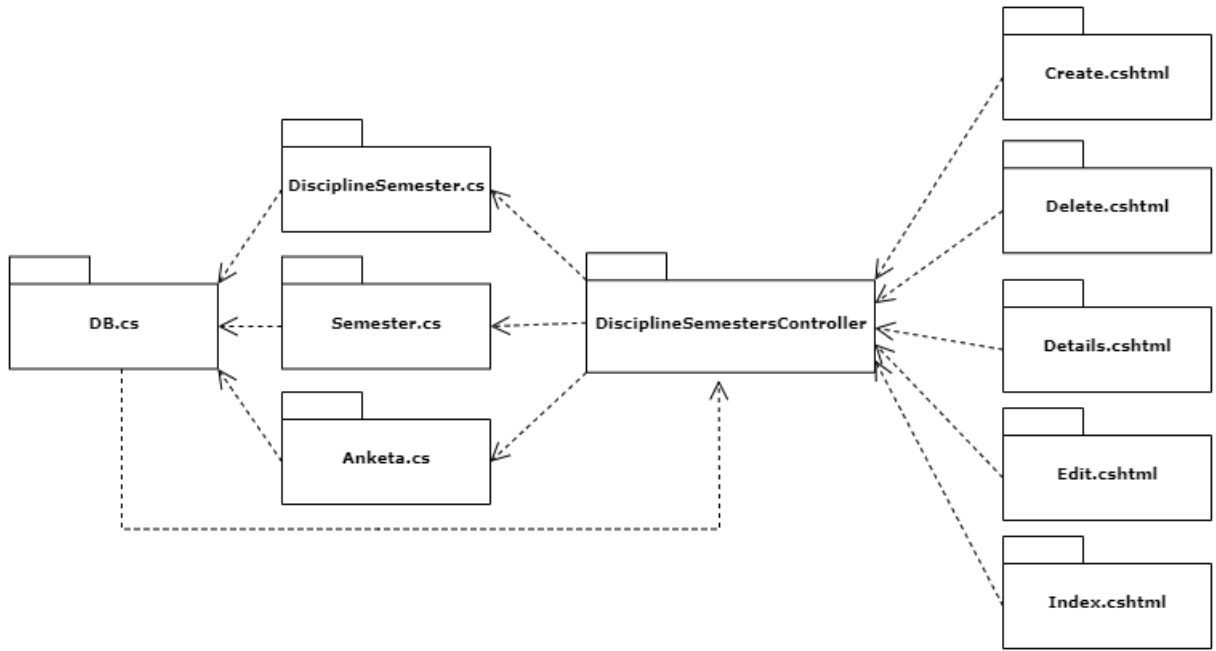 Create.cshtml
DisciplineSemester.cs
Delete.cshtml
DB.cs
Semester.cs
DisciplineSemestersController
Details.cshtml
Anketa.cs
Edit.cshtml
Index.cshtml